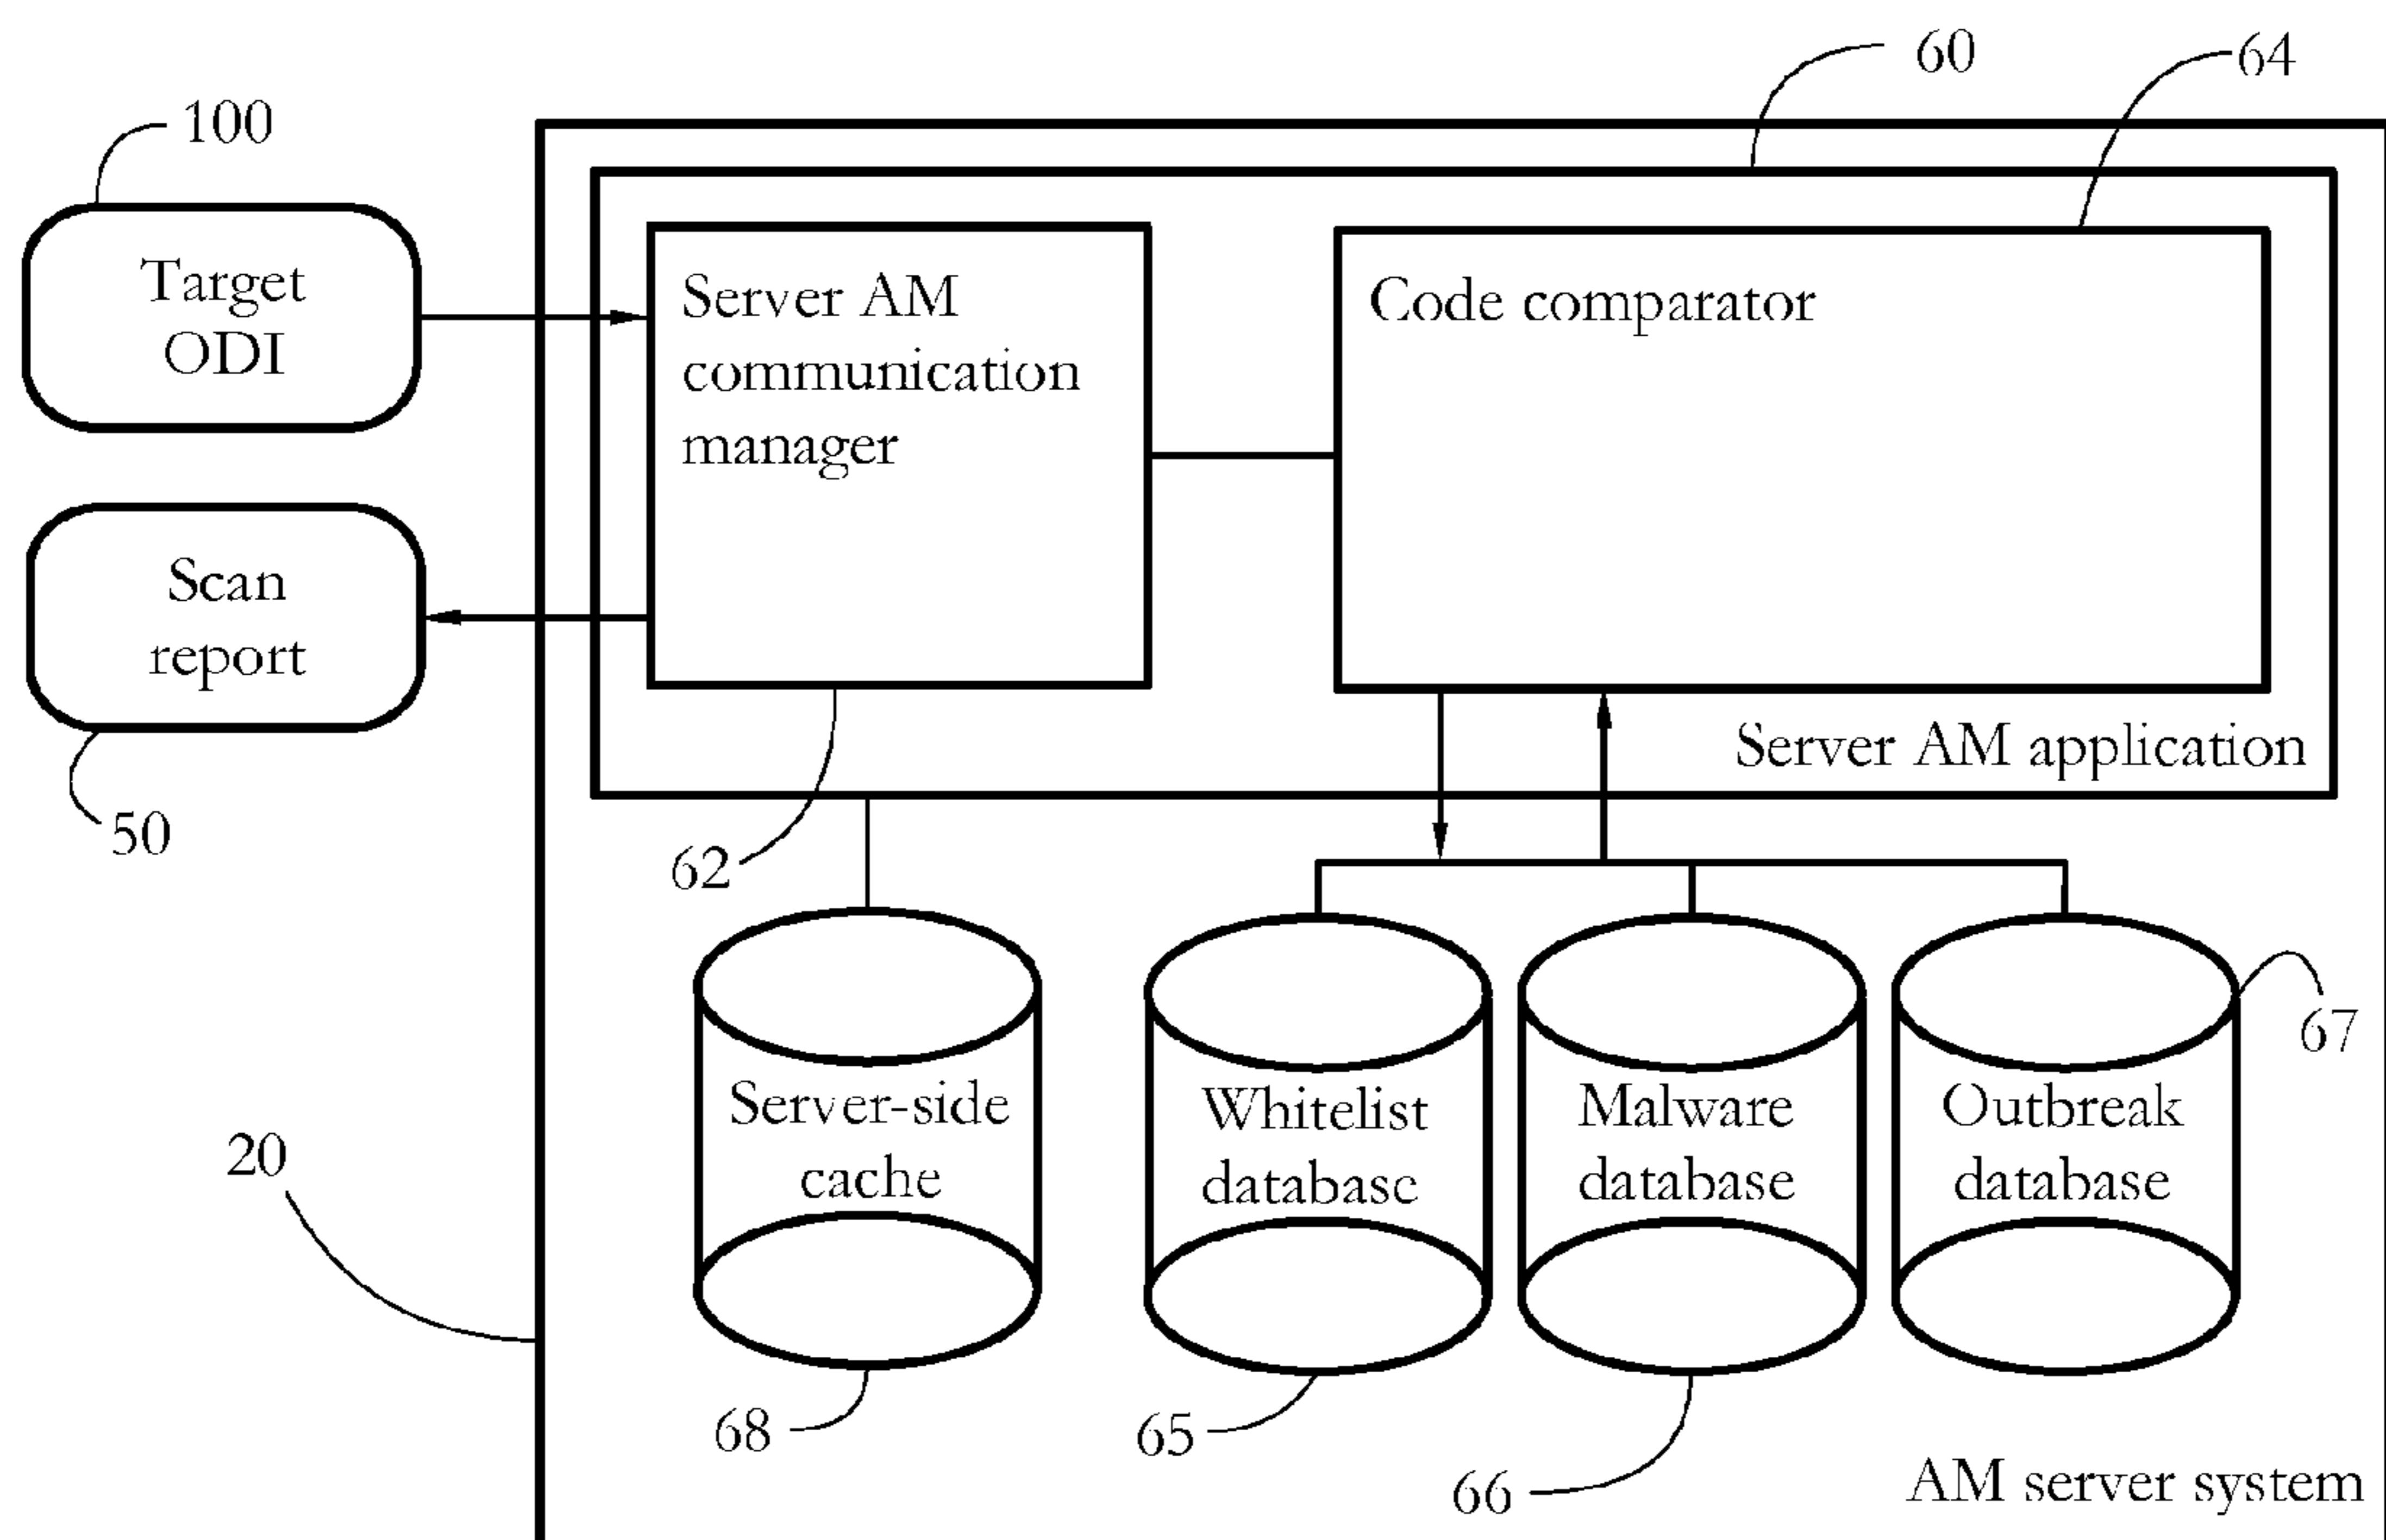 60
64
100
Target
ODI
Server AM
communication
manager
Code comparator
Scan
report
Server AM application
50
62
67
Server-side
cache
Whitelist
database
Malware
database
Outbreak
database
20
68
65
66
AM server system